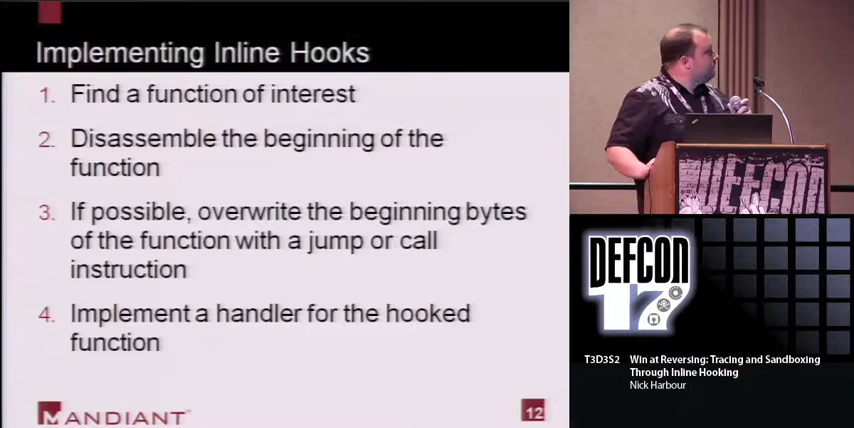 Implementing Inline Hooks
1. Find a function of interest
2. Disassemble the beginning of the
function
3. If possible, overwrite the beginning bytes
of the function with a jump or call
instruction
4. Implement a handler for the hooked
function
MANDIANT
12
DEFCON
DEFCON
17
T3D3S2 Win at Reversing: Tracing and Sandboxing
Through Inline Hooking
Nick Harbour